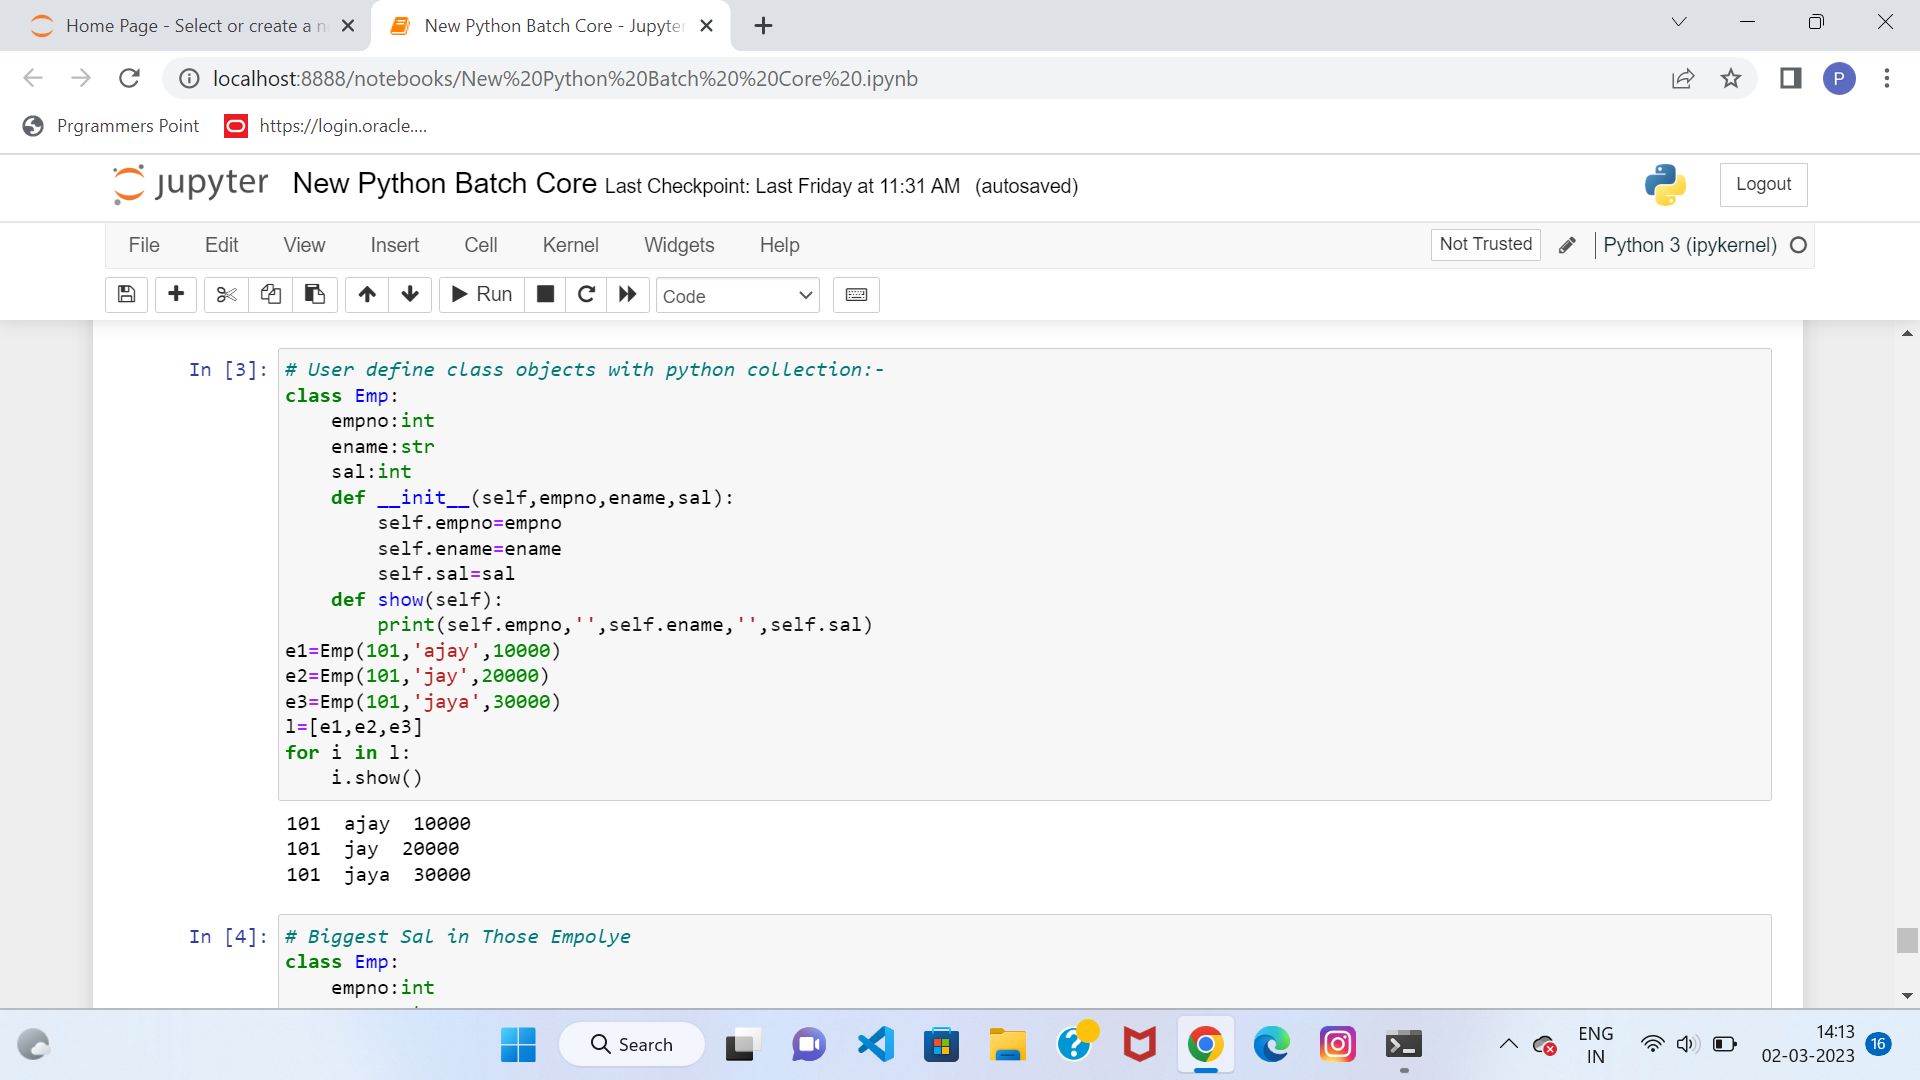 Home Page - Select or create a n
New Python Batch Core - Jupyter
localhost:8888/notebooks/New%20Python%20Batch%20%20Core%20.ipynb
P
Prgrammers Point
https://login.oracle....
jupyter
New Python Batch Core Last Checkpoint: Last Friday at 11:31 AM (autosaved)
Logout
File Edit View Insert Cell Kernel Widgets Help
Not Trusted
Python 3 (ipykernel)
Run
Code
In [3]:
# User define class objects with python collection:-
class Emp:
    empno:int
    ename:str
    sal:int
    def __init__(self,empno,ename,sal):
        self.empno=empno
        self.ename=ename
        self.sal=sal
    def show(self):
        print(self.empno,'',self.ename,'',self.sal)
e1=Emp(101,'ajay',10000)
e2=Emp(101,'jay',20000)
e3=Emp(101,'jaya',30000)
l=[e1,e2,e3]
for i in l:
    i.show()
101  ajay  10000
101  jay  20000
101  jaya  30000
In [4]:
# Biggest Sal in Those Empolye
class Emp:
    empno:int
Search
ENG
IN
14:13
02-03-2023
16